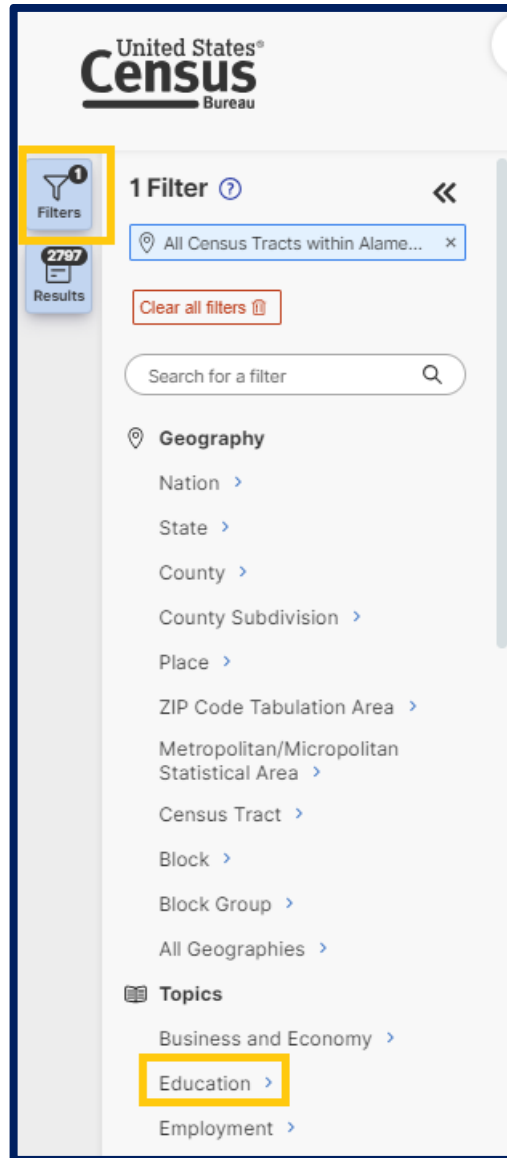 United States®
Census
Bureau
1
Filters
2797
Results
1 Filter ?
All Census Tracts within Alame... ×
Clear all filters
Search for a filter
Geography
Nation
State
County
County Subdivision
Place
ZIP Code Tabulation Area
Metropolitan/Micropolitan
Statistical Area
Census Tract
Block
Block Group
All Geographies
Topics
Business and Economy
Education
Employment